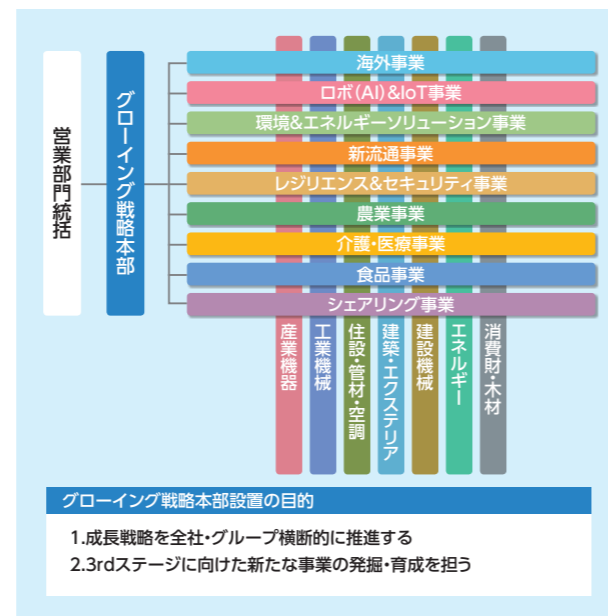 営業部門統括
グローイング戦略本部
海外事業
ロボ(AI)&IoT事業
環境&エネルギーソリューション事業
新流通事業
レジリエンス&セキュリティ事業
農業事業
介護・医療事業
食品事業
シェアリング事業
産業機器
工業機械
住設・管材・空調
建築・エクステリア
建設機械
エネルギー
消費財・木材
グローイング戦略本部設置の目的
1.成長戦略を全社・グループ横断的に推進する
2.3rdステージに向けた新たな事業の発掘・育成を担う